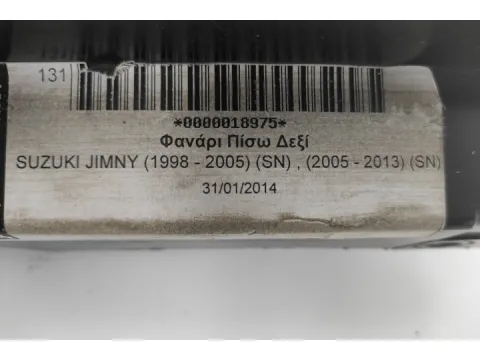 131
*0000018975*
Φανάρι Πίσω Δεξί
SUZUKI JIMNY (1998 - 2005) (SN) , (2005 - 2013) (SN)
31/01/2014